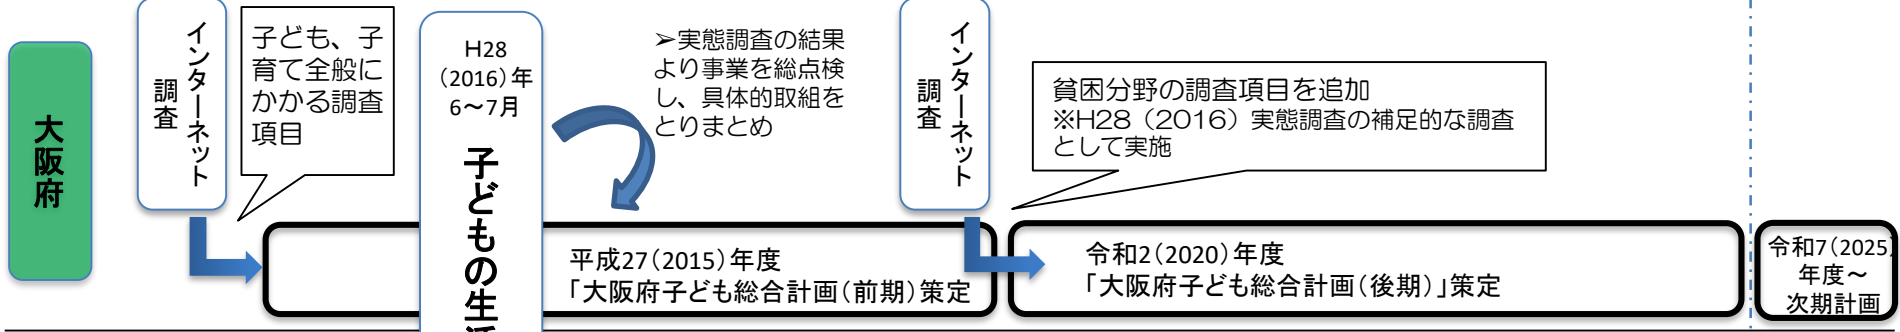 大阪府
インターネット
調査
子ども、子
育て全般に
かかる調査
項目
H28
（2016）年
6～7月
子どもの生活
➢実態調査の結果
より事業を総点検
し、具体的取組を
とりまとめ
インターネット
調査
貧困分野の調査項目を追加
※H28（2016）実態調査の補足的な調査
として実施
平成27（2015）年度
「大阪府子ども総合計画（前期）策定
令和2（2020）年度
「大阪府子ども総合計画（後期）」策定
令和7（2025）
年度～
次期計画